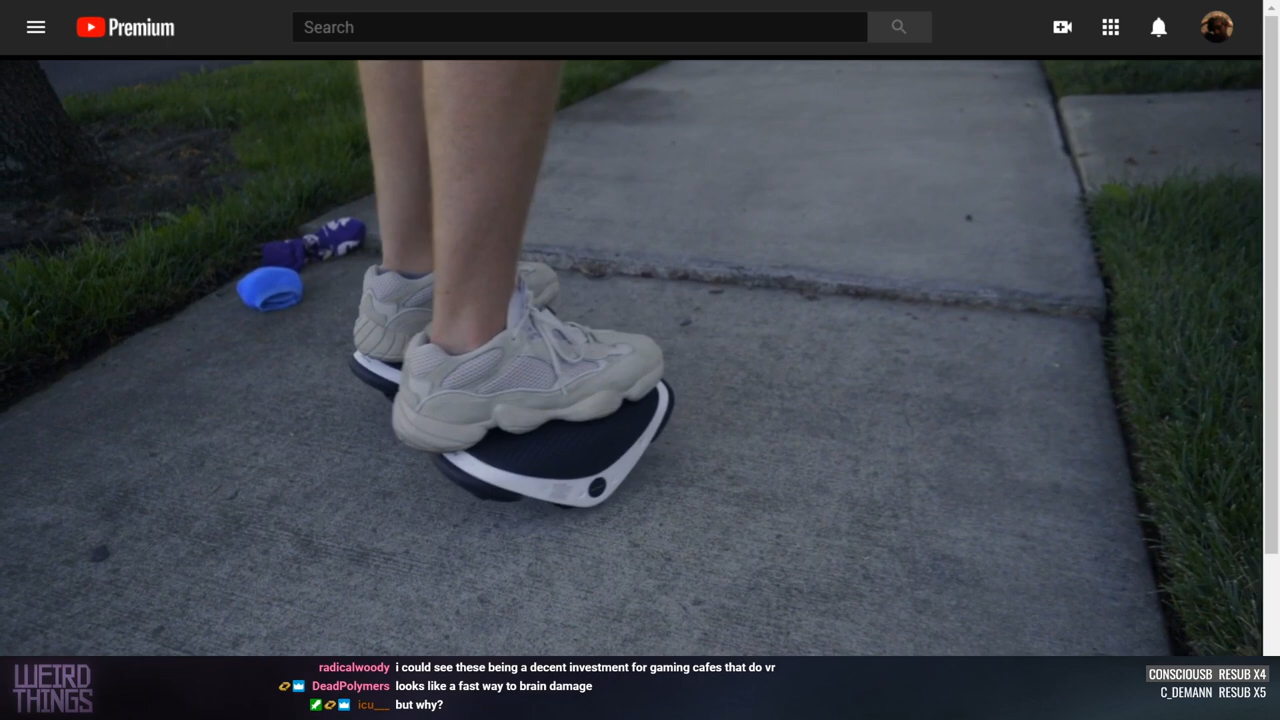 Premium
Search
WEIRD
THINGS
radicalwoody i could see these being a decent investment for gaming cafes that do vr
DeadPolymers looks like a fast way to brain damage
icu___ but why?
CONSCIOUSB RESUB X4
C_DEMANN RESUB X5